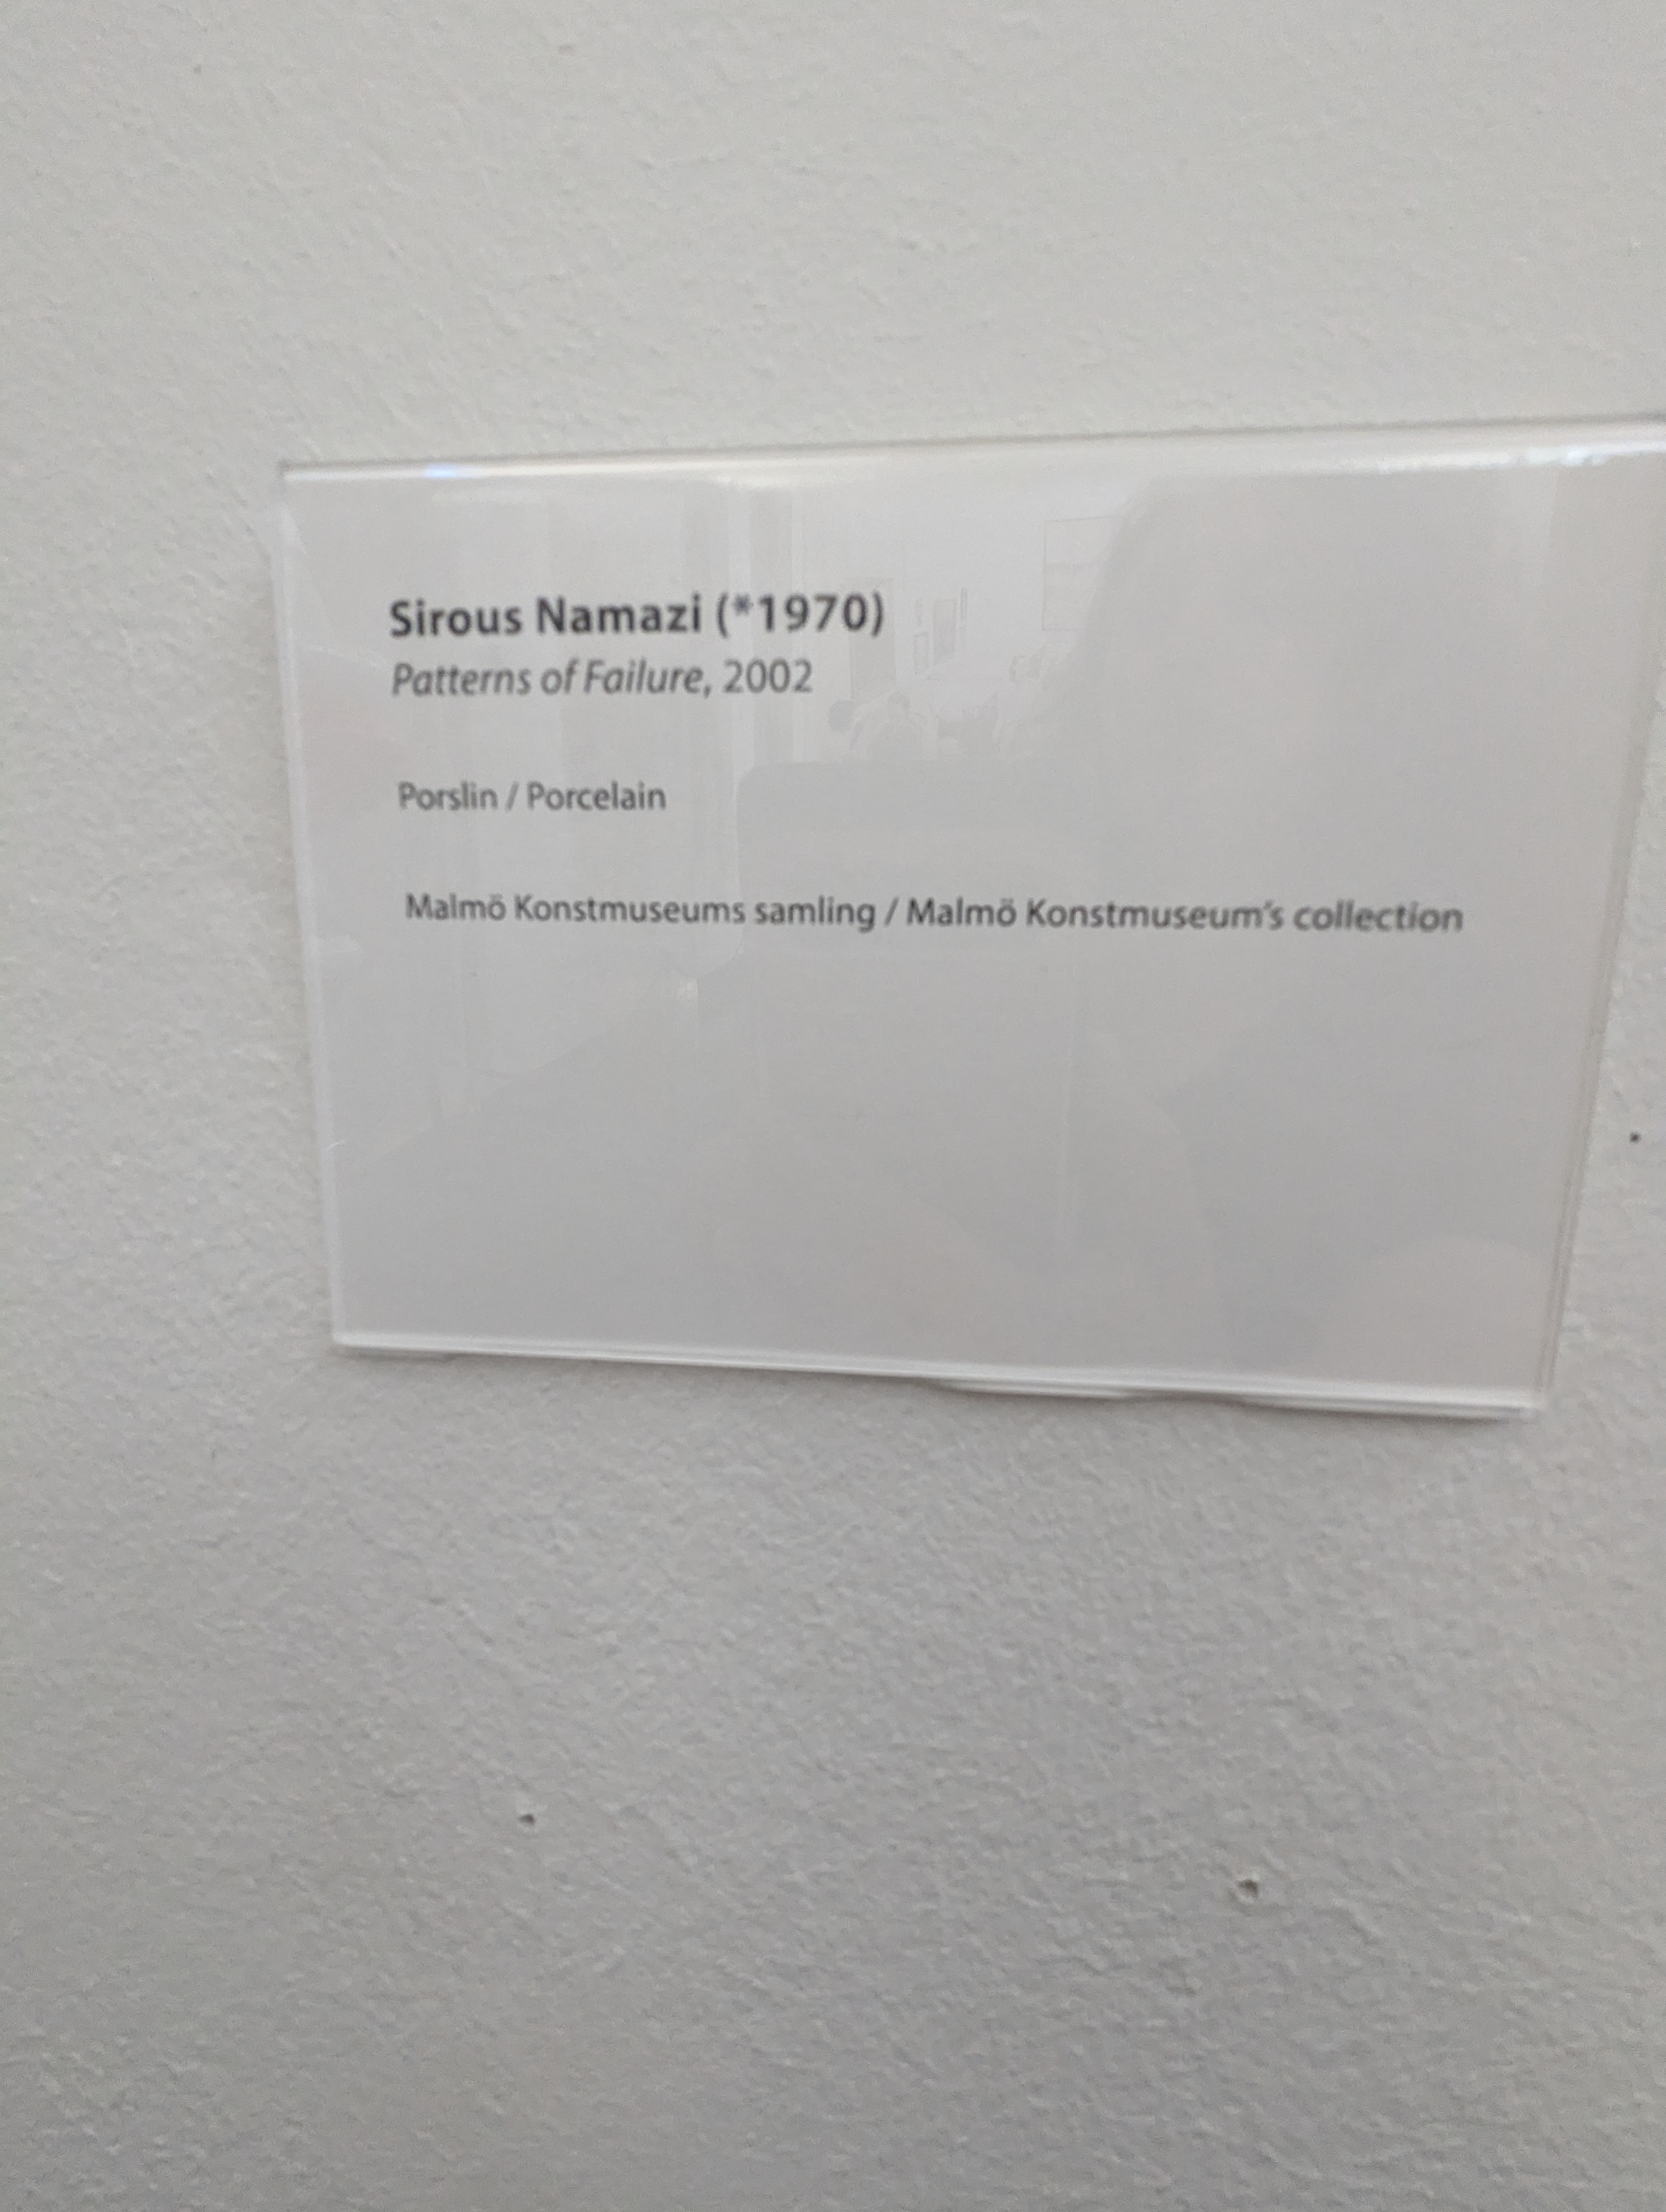 Sirous Namazi (*1970)
Patterns of Failure, 2002
Porslin / Porcelain
Malmö Konstmuseums samling / Malmö Konstmuseum's collection